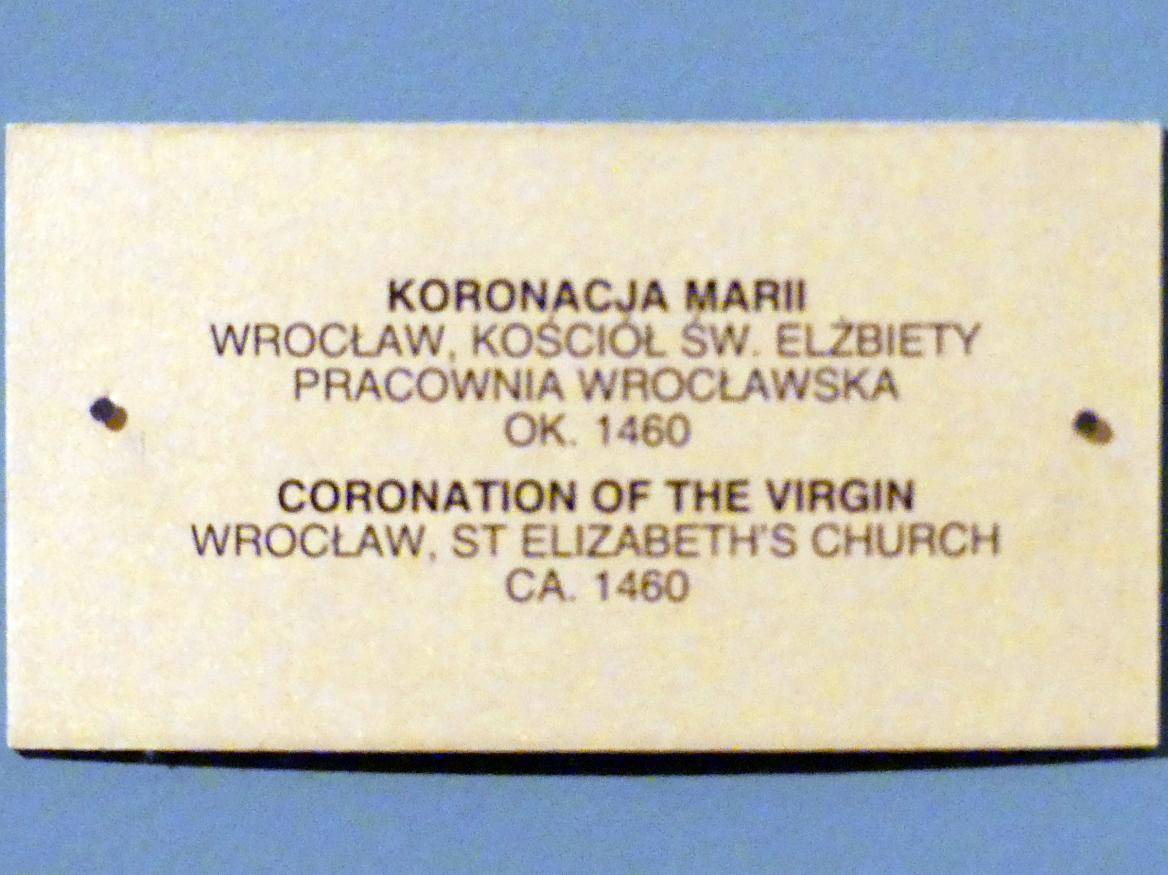 KORONACJA MARII
WROCŁAW, KOŚCIÓŁ ŚW. ELŻBIETY
PRACOWNIA WROCŁAWSKA
OK. 1460
CORONATION OF THE VIRGIN
WROCŁAW, ST ELIZABETH'S CHURCH
CA. 1460